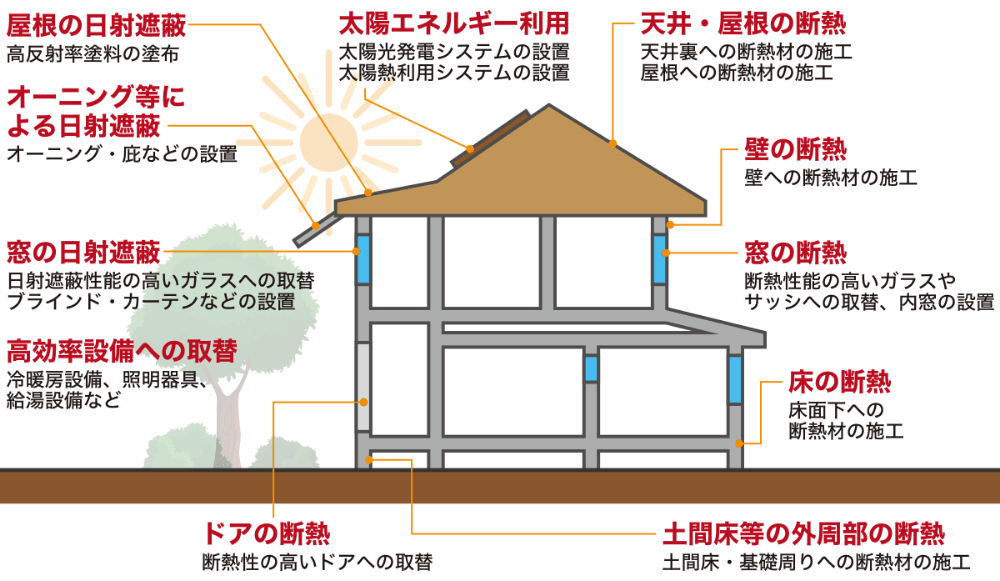 屋根の日射遮蔽
高反射率塗料の塗布
太陽エネルギー利用
太陽光発電システムの設置
太陽熱利用システムの設置
天井・屋根の断熱
天井裏への断熱材の施工
屋根への断熱材の施工
オーニング等に
よる日射遮蔽
オーニング・庇などの設置
壁の断熱
壁への断熱材の施工
窓の日射遮蔽
日射遮蔽性能の高いガラスへの取替
ブラインド・カーテンなどの設置
窓の断熱
断熱性能の高いガラスや
サッシへの取替、内窓の設置
高効率設備への取替
冷暖房設備、照明器具、
給湯設備など
床の断熱
床面下への
断熱材の施工
ドアの断熱
断熱性の高いドアへの取替
土間床等の外周部の断熱
土間床・基礎周りへの断熱材の施工